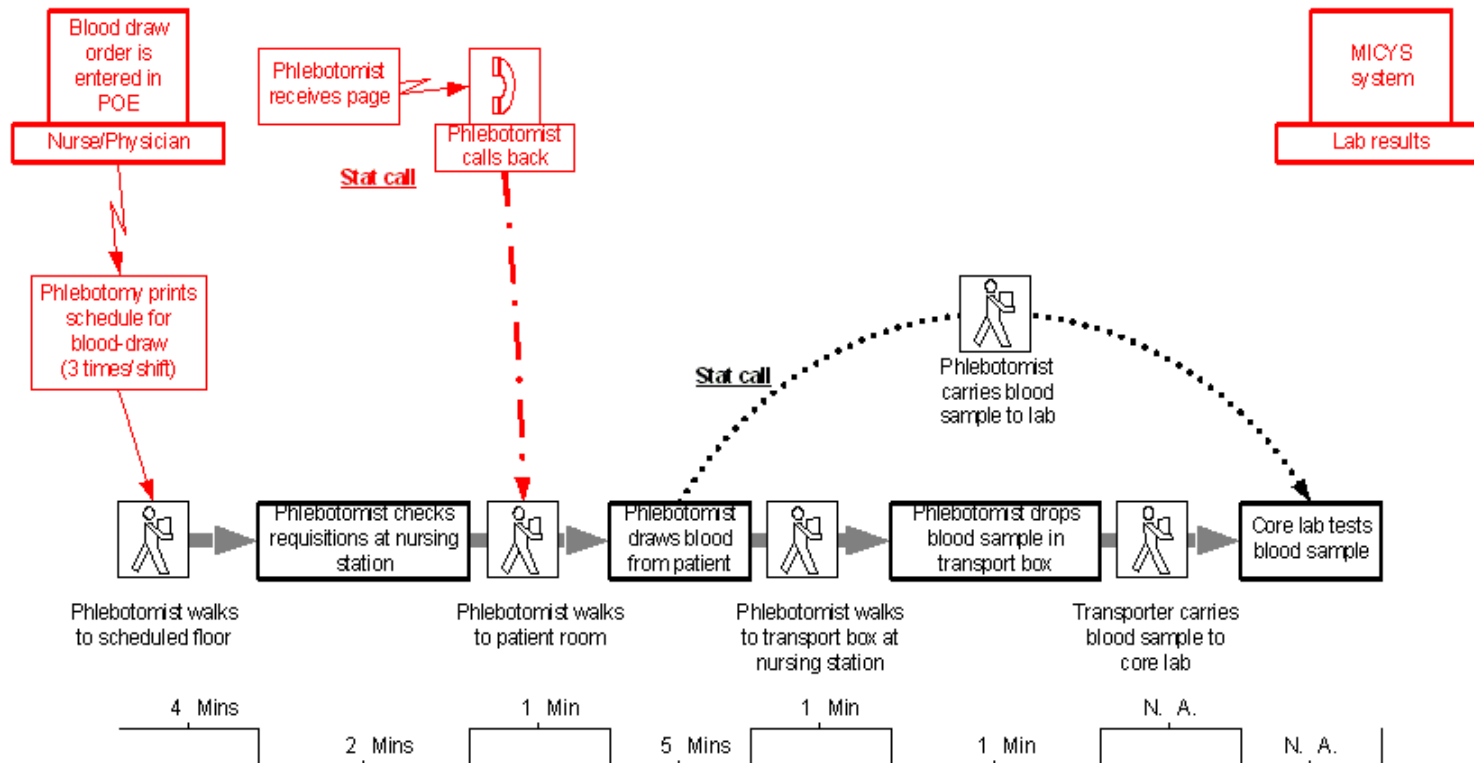 Blood draw
order is
entered in
POE
Nurse/Physician
Phlebotomist
receives page
Phlebotomist
calls back
Stat call
MICYS
system
Lab results
Phlebotomy prints
schedule for
blood-draw
(3 times/shift)
Stat call
Phlebotomist
carries blood
sample to lab
Phlebotomist checks
requisitions at nursing
station
Phlebotomist
draws blood
from patient
Phlebotomist drops
blood sample in
transport box
Core lab tests
blood sample
Phlebotomist walks
to scheduled floor
Phlebotomist walks
to patient room
Phlebotomist walks
to transport box at
nursing station
Transporter carries
blood sample to
core lab
4 Mins
2 Mins
1 Min
5 Mins
1 Min
1 Min
N. A.
N. A.